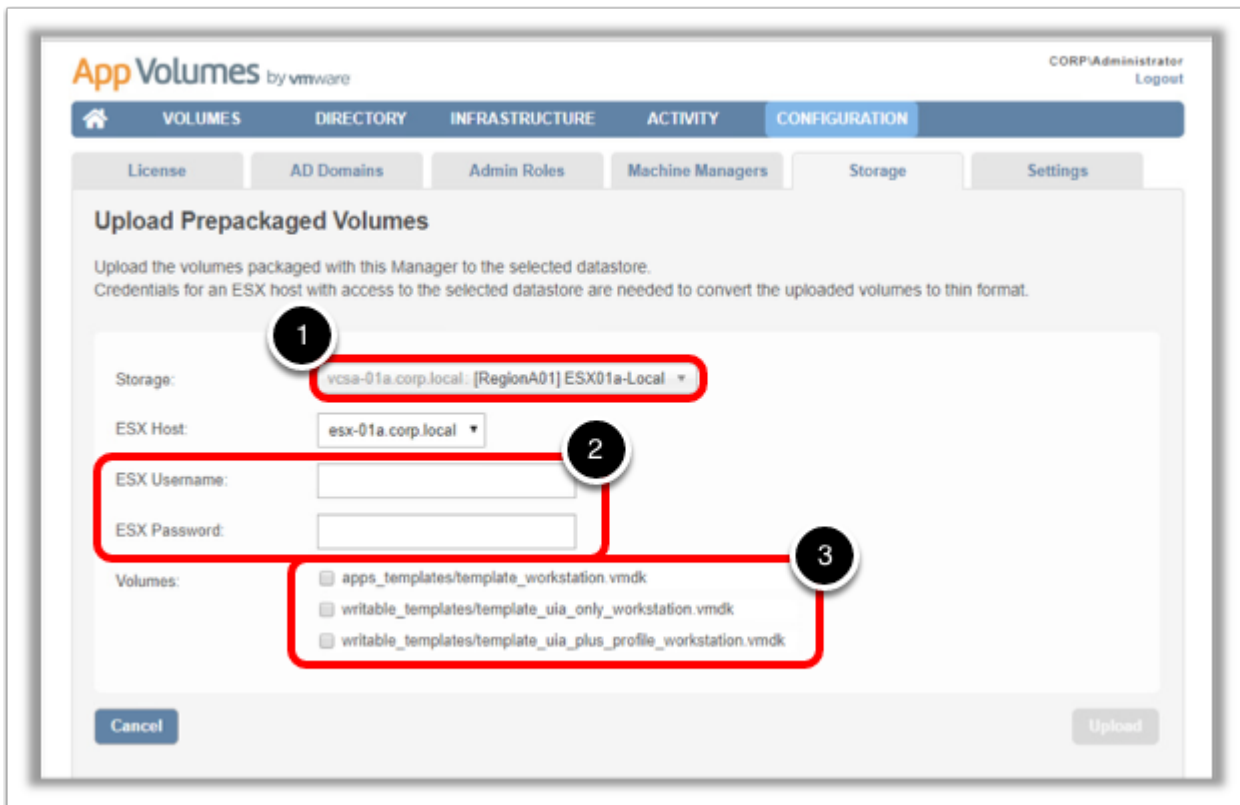 App Volumes by vmware
CORP\Administrator
Logout
VOLUMES DIRECTORY INFRASTRUCTURE ACTIVITY CONFIGURATION
License AD Domains Admin Roles Machine Managers Storage Settings
Upload Prepackaged Volumes
Upload the volumes packaged with this Manager to the selected datastore.
Credentials for an ESX host with access to the selected datastore are needed to convert the uploaded volumes to thin format.
1
Storage: vcsa-01a.corp.local: [RegionA01] ESX01a-Local
ESX Host: esx-01a.corp.local
2
ESX Username:
ESX Password:
3
Volumes: apps_templates/template_workstation.vmdk
writable_templates/template_uia_only_workstation.vmdk
writable_templates/template_uia_plus_profile_workstation.vmdk
Cancel Upload